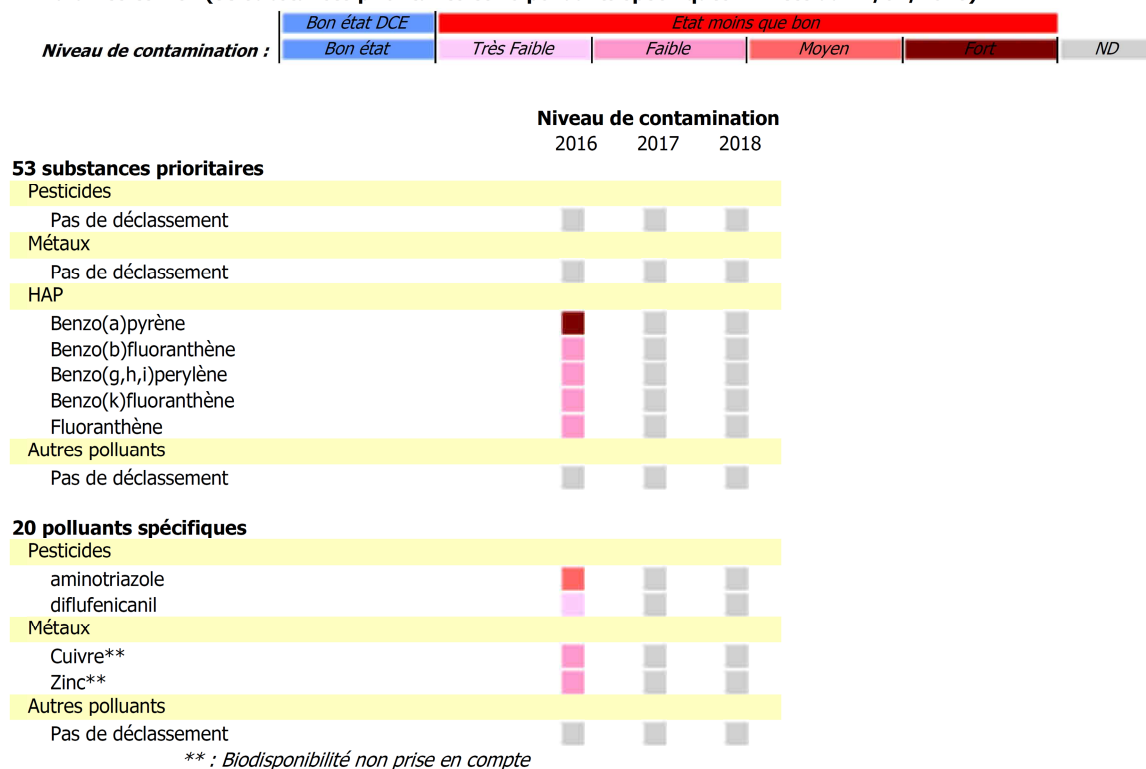 Bon état DCE Etat moins que bon
Niveau de contamination : Bon état Très Faible Faible Moyen Fort ND
Niveau de contamination
2016 2017 2018
53 substances prioritaires
Pesticides
Pas de déclassement
Métaux
Pas de déclassement
HAP
Benzo(a)pyrène
Benzo(b)fluoranthène
Benzo(g,h,i)perylène
Benzo(k)fluoranthène
Fluoranthène
Autres polluants
Pas de déclassement
20 polluants spécifiques
Pesticides
aminotriazole
diflufenicanil
Métaux
Cuivre**
Zinc**
Autres polluants
Pas de déclassement
** : Biodisponibilité non prise en compte